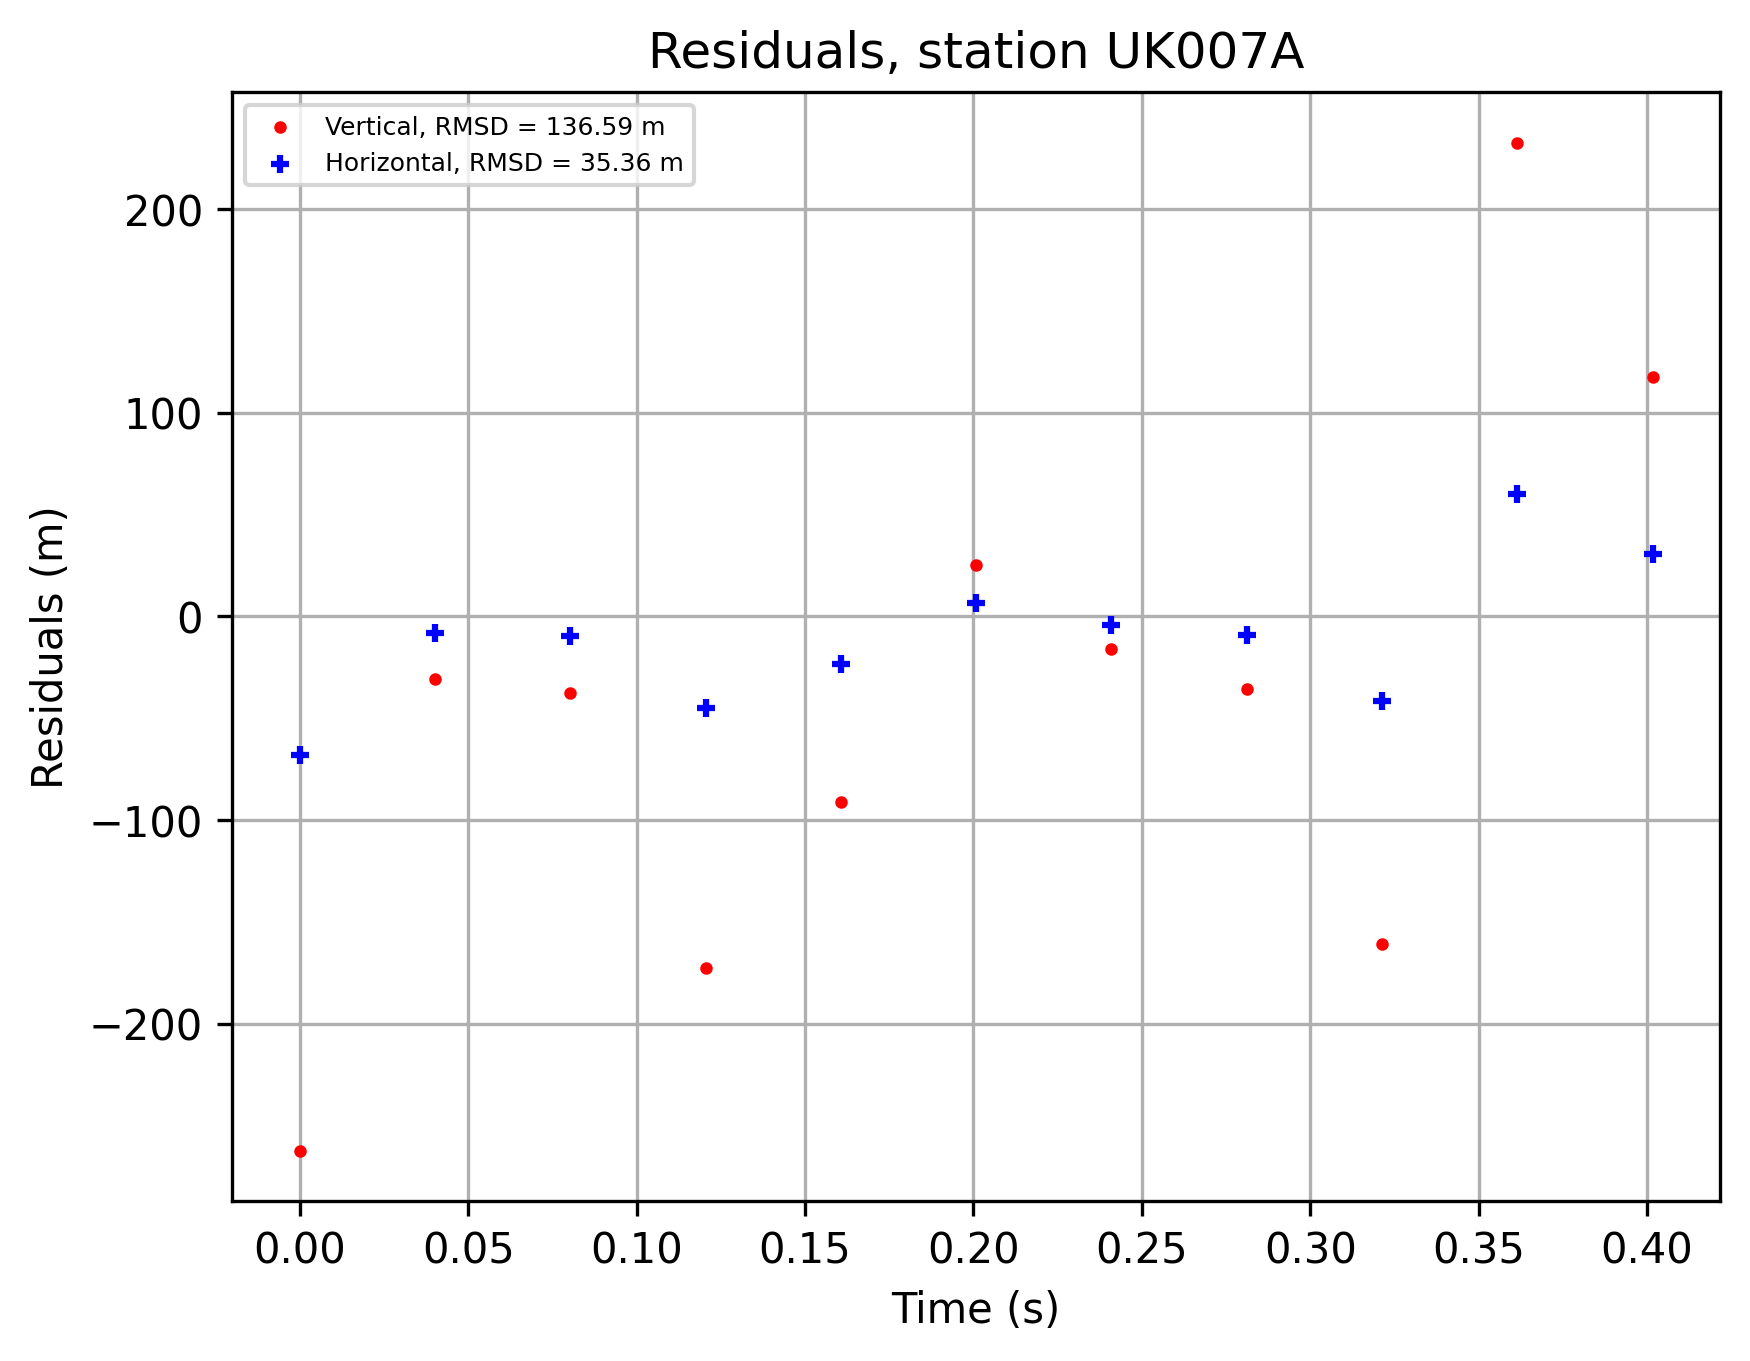 Residuals, station UK007A
Vertical, RMSD = 136.59 m
Horizontal, RMSD = 35.36 m
200
100
0
−100
−200
Residuals (m)
0.00 0.05 0.10 0.15 0.20 0.25 0.30 0.35 0.40
Time (s)